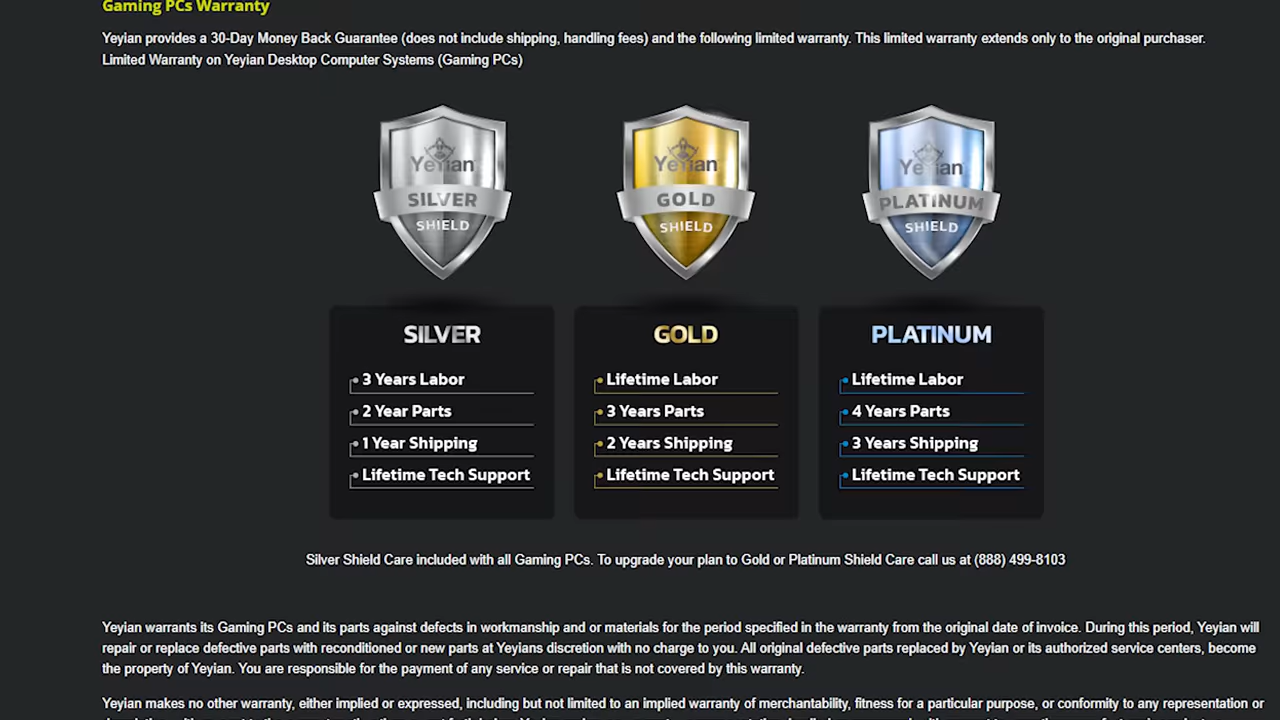 Gaming PCs Warranty
Yeyian provides a 30-Day Money Back Guarantee (does not include shipping, handling fees) and the following limited warranty. This limited warranty extends only to the original purchaser.
Limited Warranty on Yeyian Desktop Computer Systems (Gaming PCs)
Yeyian
SILVER
SHIELD
Yeyian
GOLD
SHIELD
Yeyian
PLATINUM
SHIELD
SILVER
3 Years Labor
2 Year Parts
1 Year Shipping
Lifetime Tech Support
GOLD
Lifetime Labor
3 Years Parts
2 Years Shipping
Lifetime Tech Support
PLATINUM
Lifetime Labor
4 Years Parts
3 Years Shipping
Lifetime Tech Support
Silver Shield Care included with all Gaming PCs. To upgrade your plan to Gold or Platinum Shield Care call us at (888) 499-8103
Yeyian warrants its Gaming PCs and its parts against defects in workmanship and or materials for the period specified in the warranty from the original date of invoice. During this period, Yeyian will
repair or replace defective parts with reconditioned or new parts at Yeyians discretion with no charge to you. All original defective parts replaced by Yeyian or its authorized service centers, become
the property of Yeyian. You are responsible for the payment of any service or repair that is not covered by this warranty.
Yeyian makes no other warranty, either implied or expressed, including but not limited to an implied warranty of merchantability, fitness for a particular purpose, or conformity to any representation or